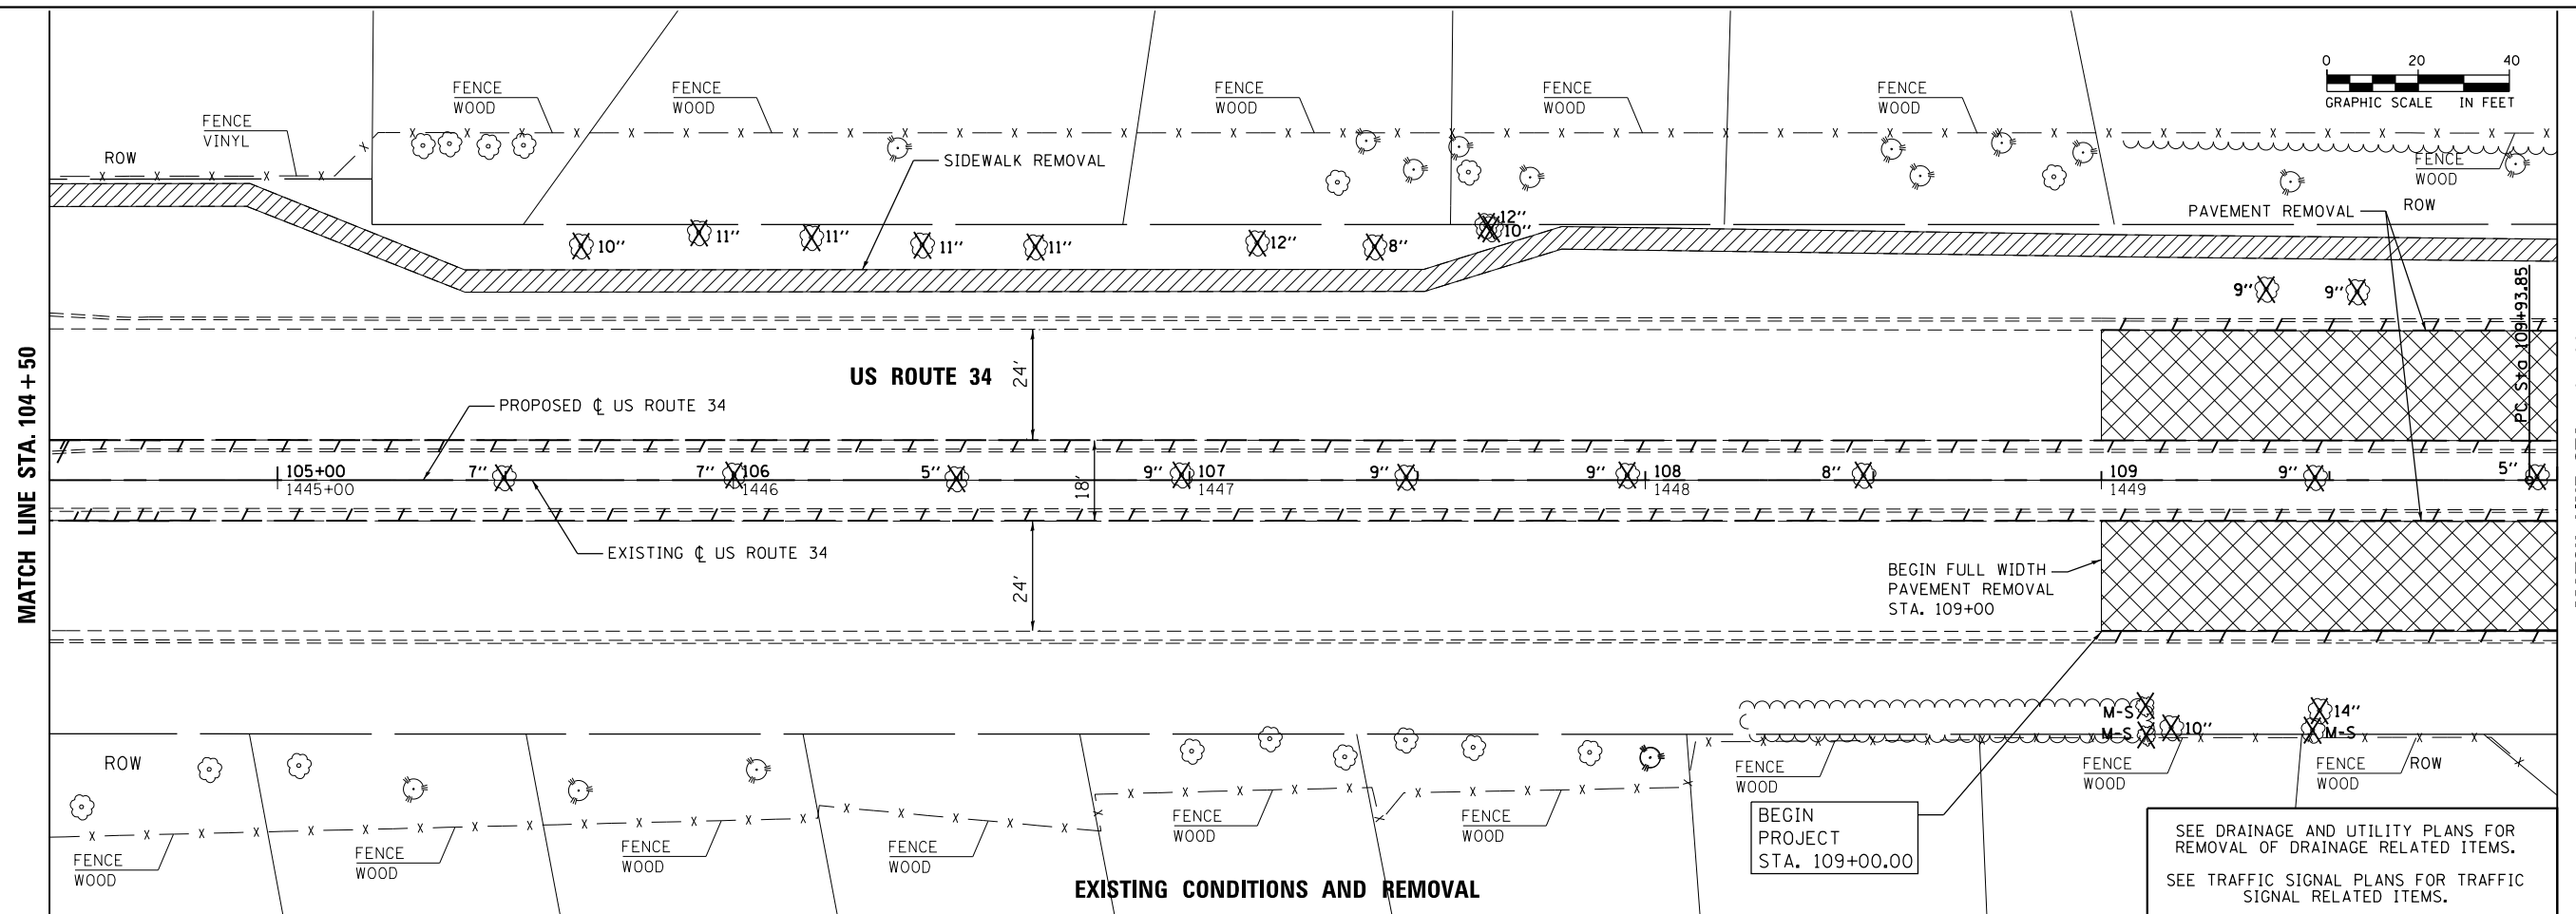 0 20 40
GRAPHIC SCALE IN FEET
FENCE
WOOD
FENCE
WOOD
FENCE
WOOD
FENCE
WOOD
FENCE
WOOD
FENCE
VINYL
ROW
SIDEWALK REMOVAL
FENCE
WOOD
PAVEMENT REMOVAL
ROW
10''
11''
11''
11''
11''
12''
8''
12''
10''
9''
9''
PC Sta 109+93.85
MATCH LINE STA. 104+50
US ROUTE 34
24'
PROPOSED ℄ US ROUTE 34
105+00
1445+00
7''
7''
106
1446
5''
18'
9''
107
1447
9''
9''
108
1448
8''
109
1449
9''
5''
EXISTING ℄ US ROUTE 34
24'
BEGIN FULL WIDTH
PAVEMENT REMOVAL
STA. 109+00
M-S
M-S
10''
14''
M-S
ROW
FENCE
WOOD
FENCE
WOOD
FENCE
WOOD
ROW
FENCE
WOOD
FENCE
WOOD
FENCE
WOOD
FENCE
WOOD
FENCE
WOOD
FENCE
WOOD
BEGIN
PROJECT
STA. 109+00.00
SEE DRAINAGE AND UTILITY PLANS FOR
REMOVAL OF DRAINAGE RELATED ITEMS.
SEE TRAFFIC SIGNAL PLANS FOR TRAFFIC
SIGNAL RELATED ITEMS.
EXISTING CONDITIONS AND REMOVAL